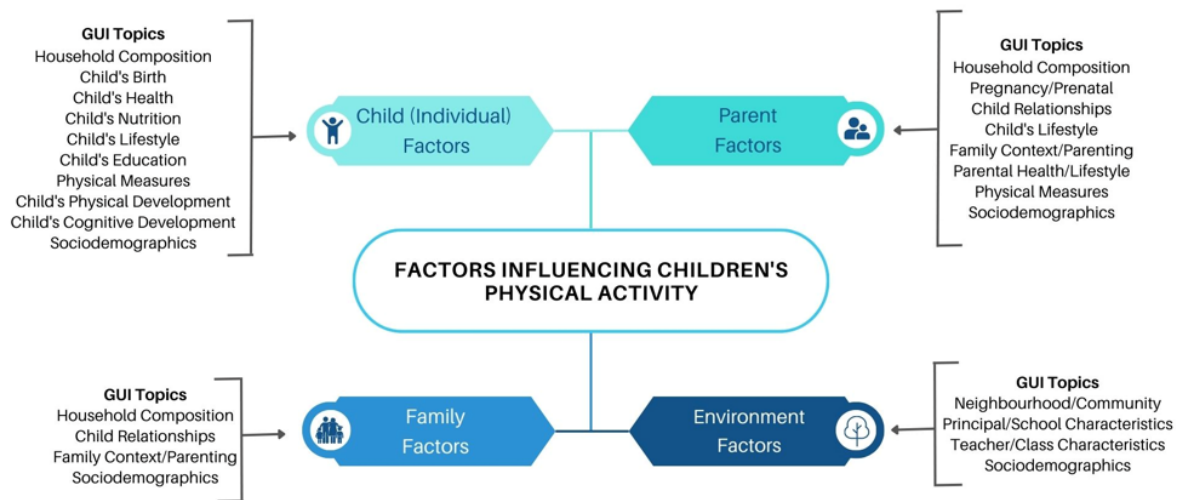 GUI Topics
Household Composition
Child's Birth
Child's Health
Child's Nutrition
Child's Lifestyle
Child's Education
Physical Measures
Child's Physical Development
Child's Cognitive Development
Sociodemographics
Child (Individual)
Factors
Parent
Factors
GUI Topics
Household Composition
Pregnancy/Prenatal
Child Relationships
Child's Lifestyle
Family Context/Parenting
Parental Health/Lifestyle
Physical Measures
Sociodemographics
FACTORS INFLUENCING CHILDREN'S
PHYSICAL ACTIVITY
GUI Topics
Household Composition
Child Relationships
Family Context/Parenting
Sociodemographics
Family
Factors
Environment
Factors
GUI Topics
Neighbourhood/Community
Principal/School Characteristics
Teacher/Class Characteristics
Sociodemographics